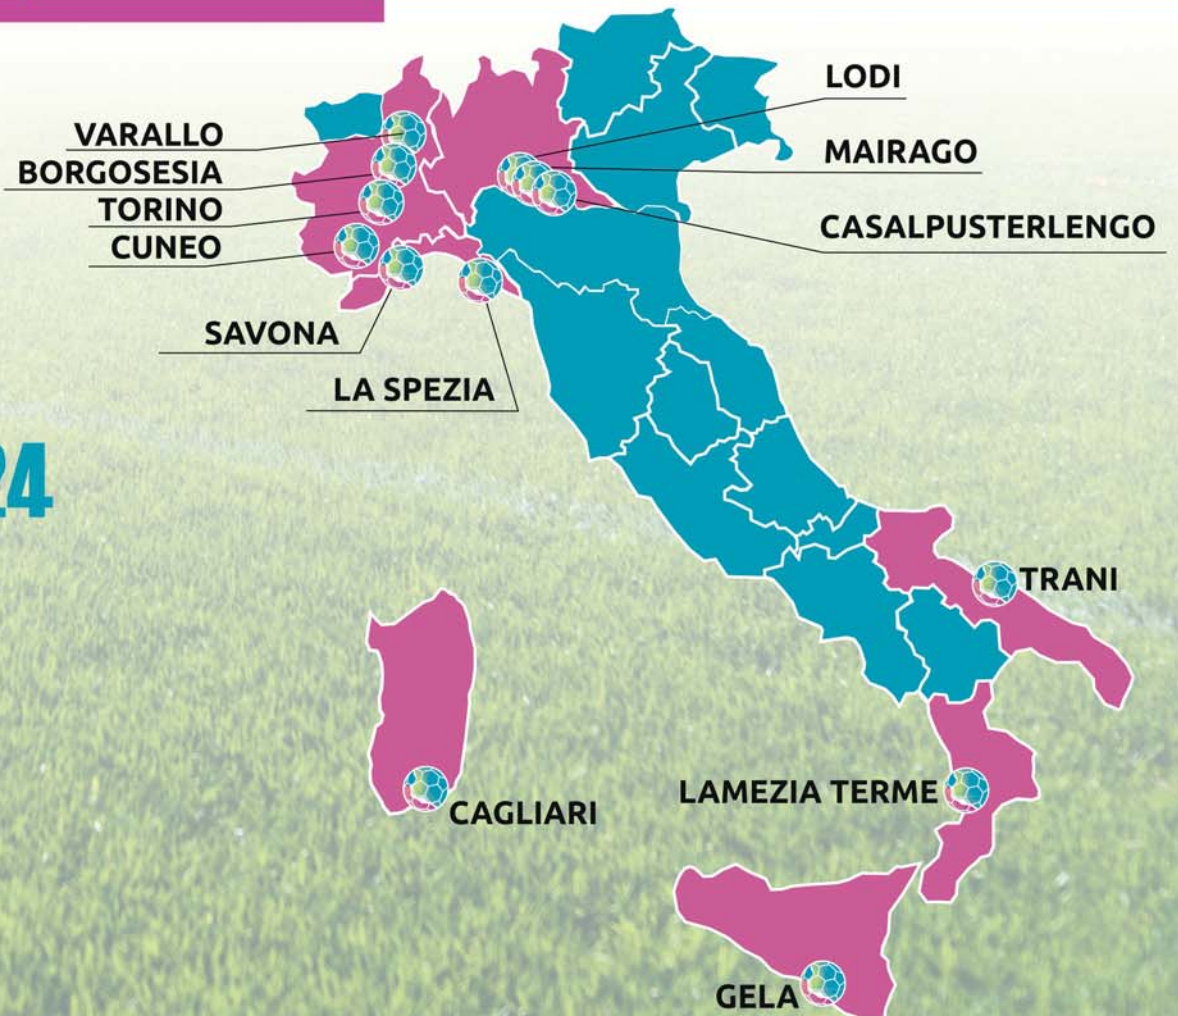 LODI
VARALLO
MAIRAGO
BORGOSESIA
TORINO
CASALPUSTERLENGO
CUNEO
SAVONA
LA SPEZIA
24
TRANI
LAMEZIA TERME
CAGLIARI
GELA